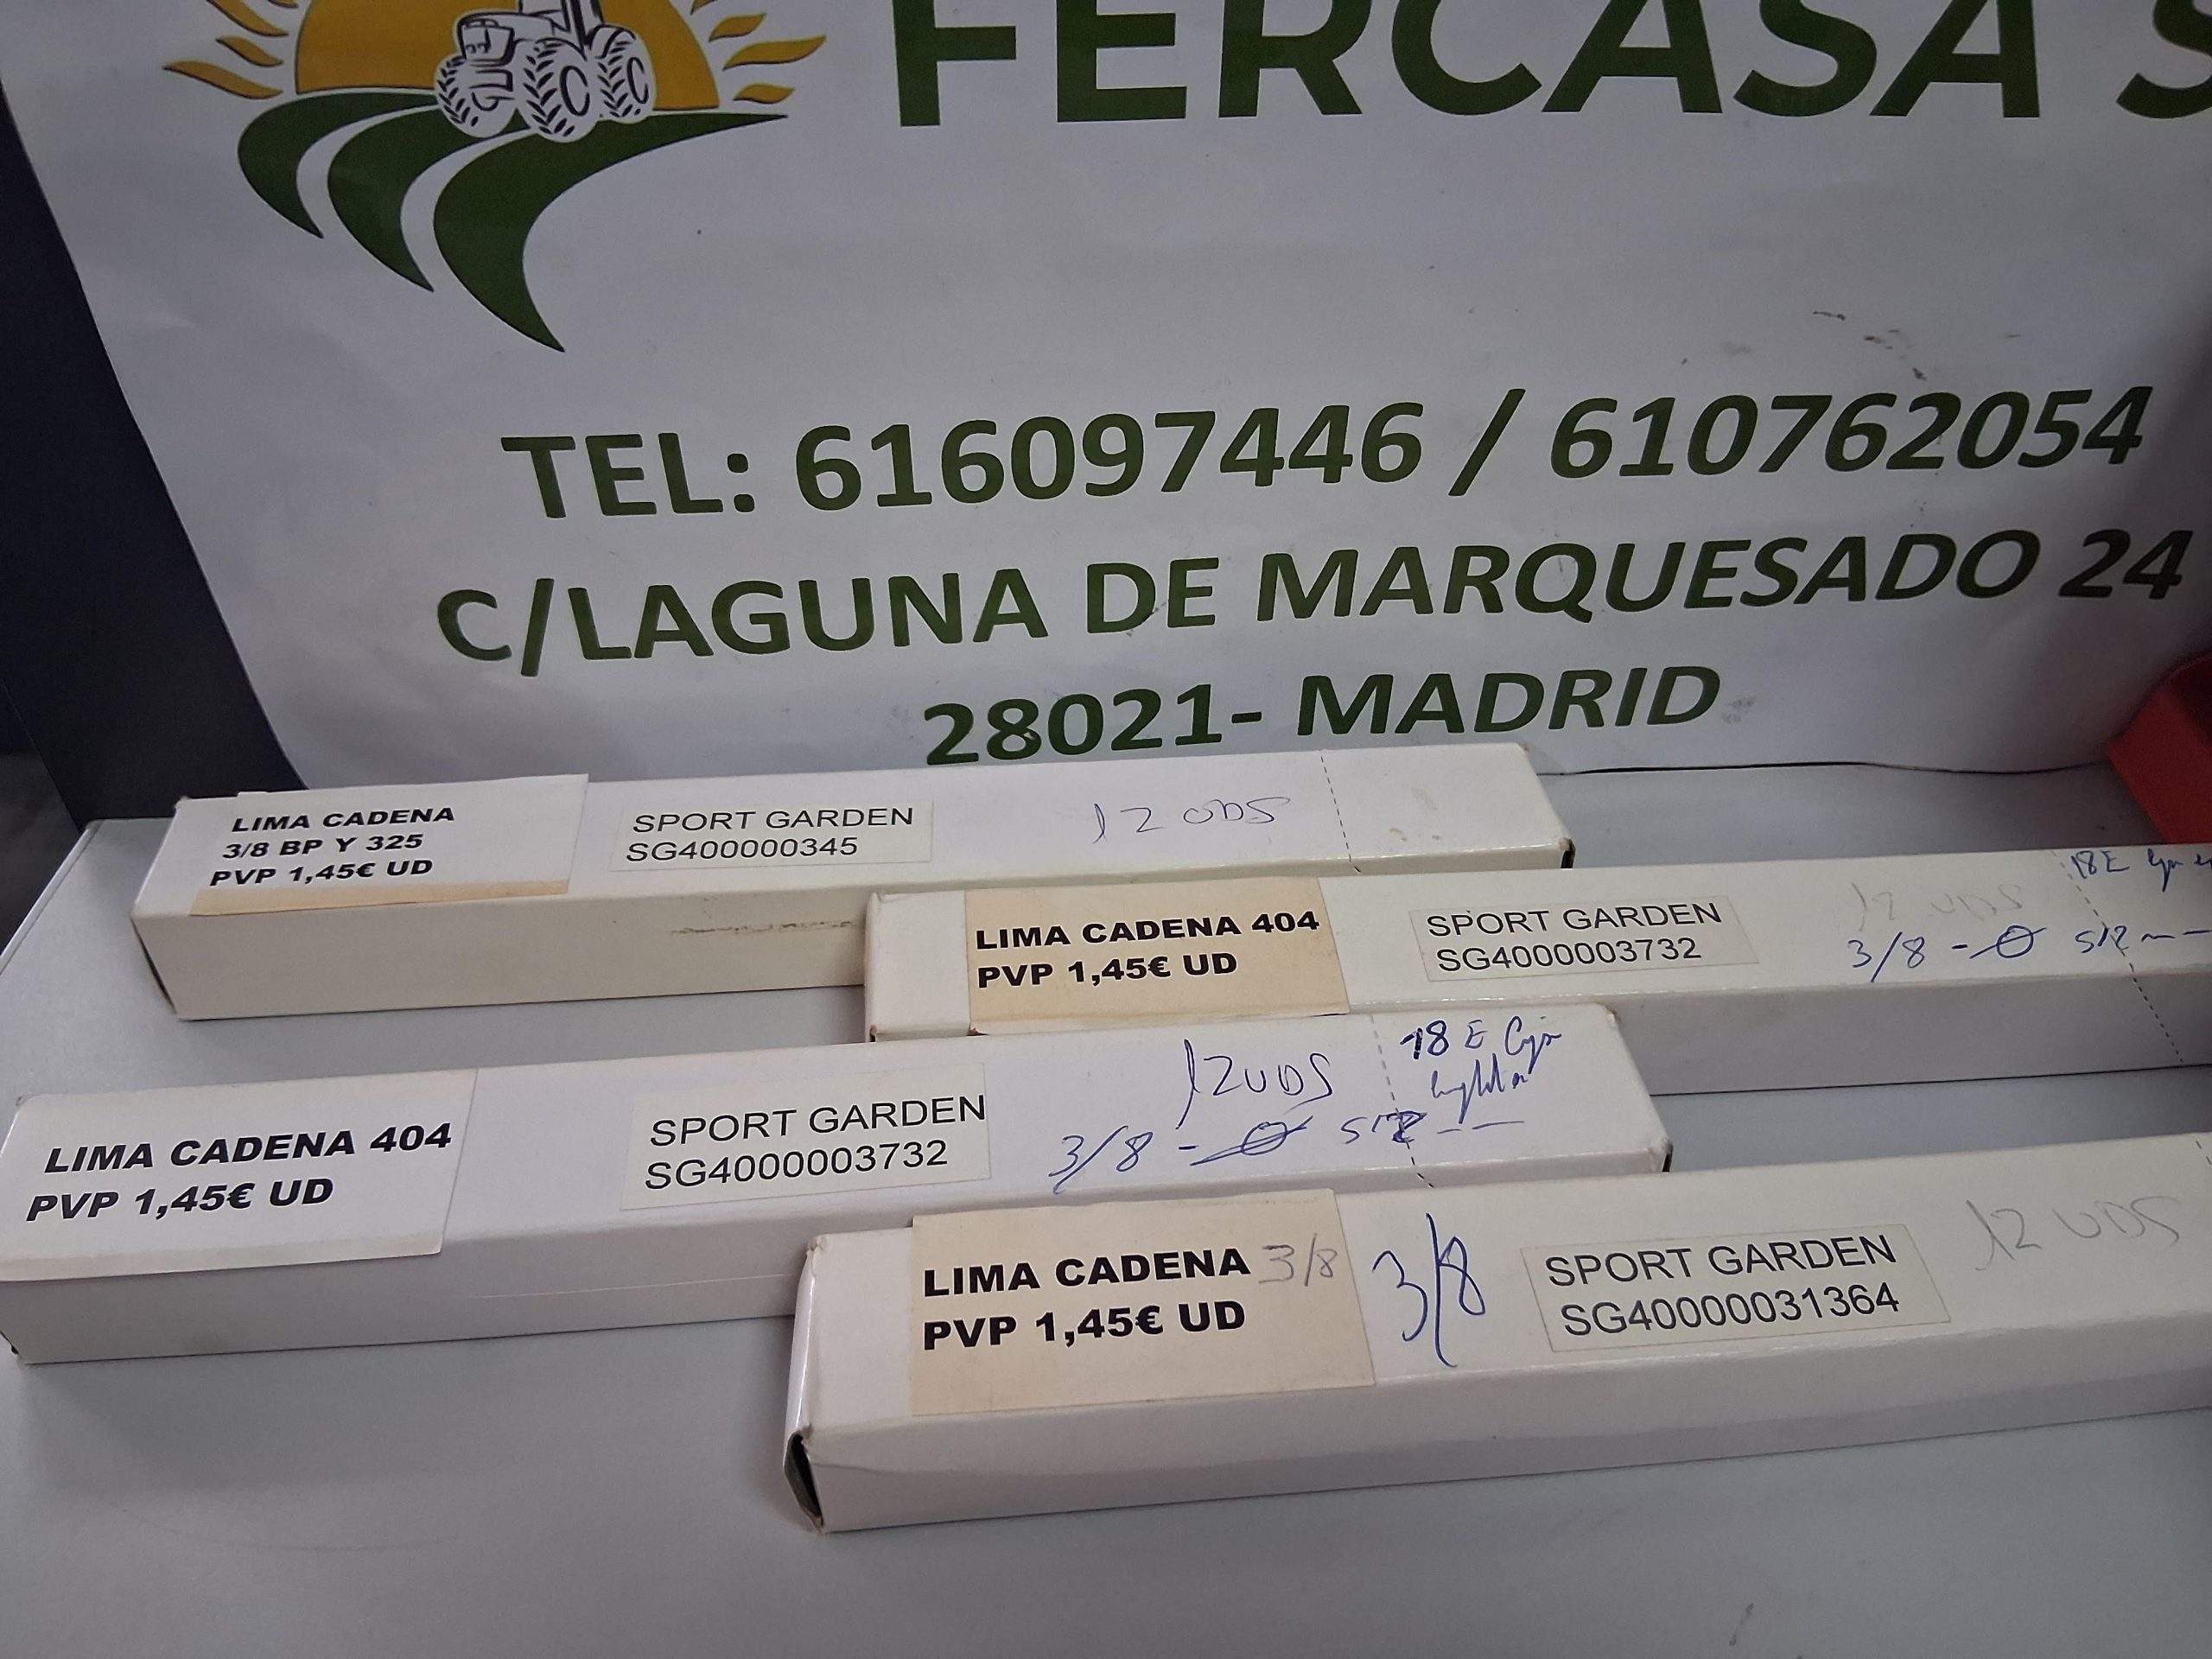 FERCASA S
TEL: 616097446 / 610762054
C/LAGUNA DE MARQUESADO 24
28021- MADRID
LIMA CADENA
3/8 BP Y 325
PVP 1,45€ UD
SPORT GARDEN
SG400000345
12 UDS
LIMA CADENA 404
PVP 1,45€ UD
SPORT GARDEN
SG4000003732
12 UDS
18 E
3/8 - Ø
LIMA CADENA 404
PVP 1,45€ UD
SPORT GARDEN
SG4000003732
12 UDS
18 E Caja
3/8 - Ø
LIMA CADENA 3/8
PVP 1,45€ UD
3/8
SPORT GARDEN
SG40000031364
12 UDS